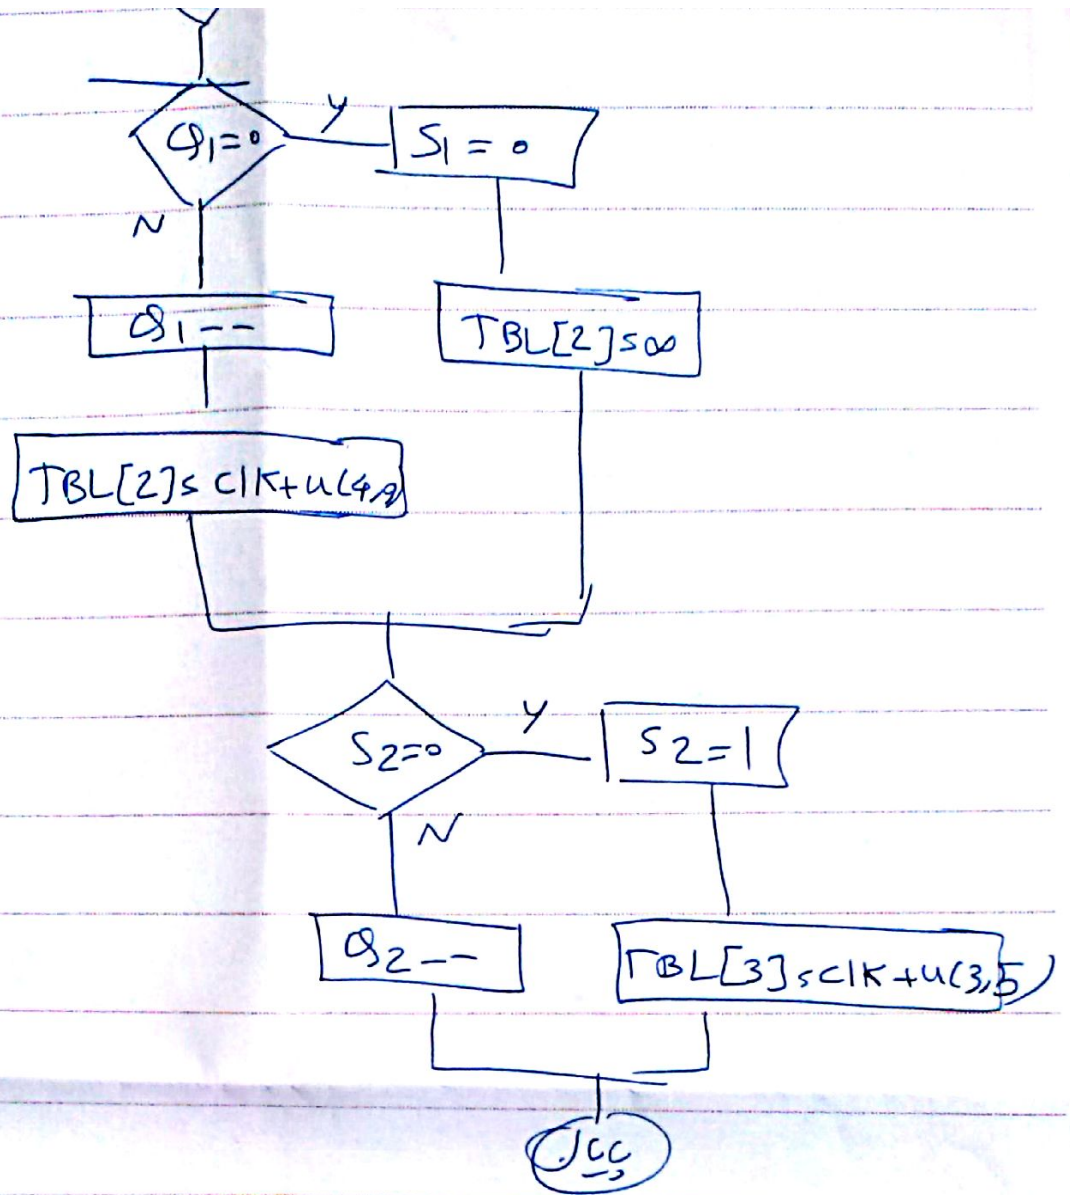 Q1=0
Y
S1 = 0
N
Q1--
TBL[2]=∞
TBL[2]= clk+u(4,
S2=0
Y
S2=1
N
Q2--
TBL[3]=clk+u(3,5)